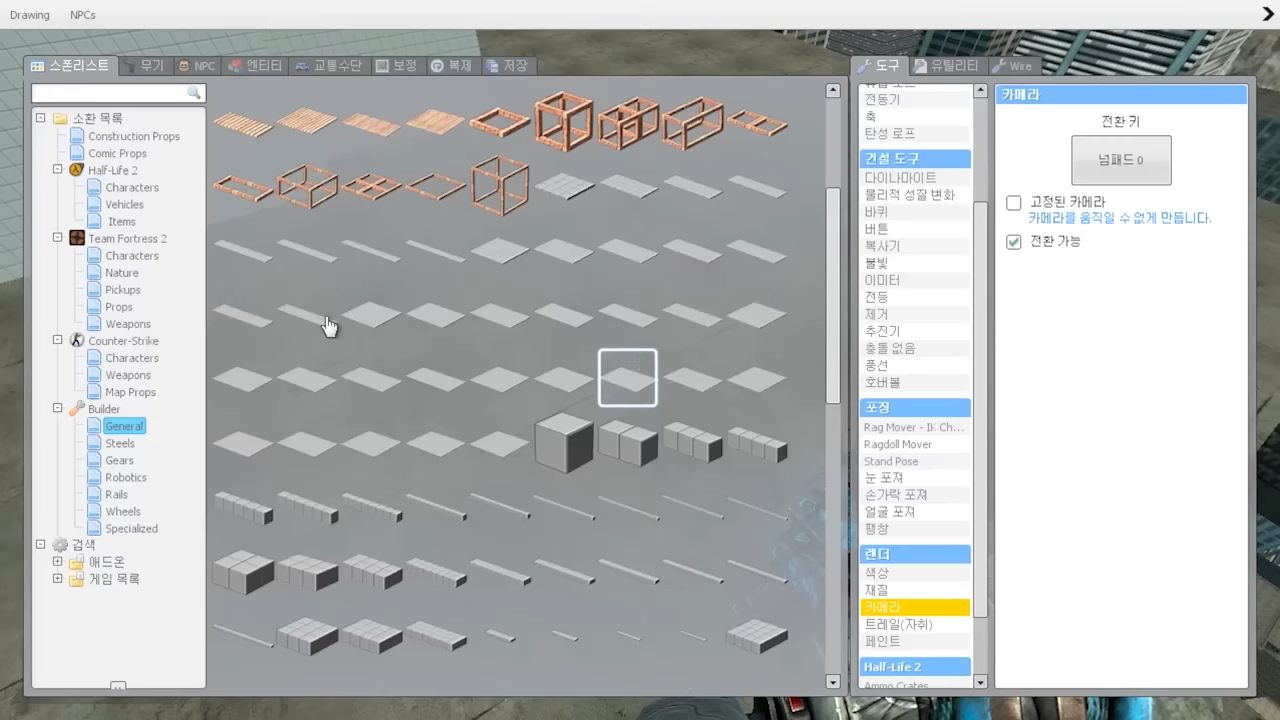 Drawing NPCs
스폰리스트 무기 NPC 엔티티 교통수단 보정 복제 저장
소환 목록
Construction Props
Comic Props
Half-Life 2
Characters
Vehicles
Items
Team Fortress 2
Characters
Nature
Pickups
Props
Weapons
Counter-Strike
Characters
Weapons
Map Props
Builder
General
Steels
Gears
Robotics
Rails
Wheels
Specialized
검색
애드온
게임 목록
도구 유틸리티 Wire
전동기
축
탄성 로프
건설 도구
다이나마이트
물리적 성질 변화
바퀴
버튼
복사기
불빛
이미터
전등
제거
추진기
충돌 없음
풍선
호버볼
포징
Rag Mover - IK Ch...
Ragdoll Mover
Stand Pose
눈 포져
손가락 포져
얼굴 포져
팽창
렌더
색상
재질
카메라
트레일(자취)
페인트
Half-Life 2
Ammo Crates
카메라
전환 키
넘패드 0
고정된 카메라
카메라를 움직일 수 없게 만듭니다.
전환 가능